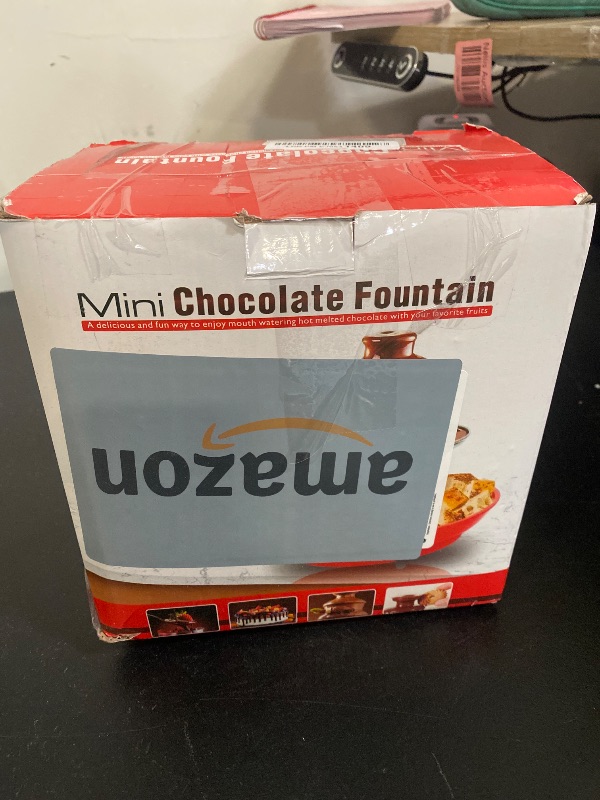 Mini Chocolate Fountain
Mini Chocolate Fountain
A delicious and fun way to enjoy mouth watering hot melted chocolate with your favorite fruits
amazon